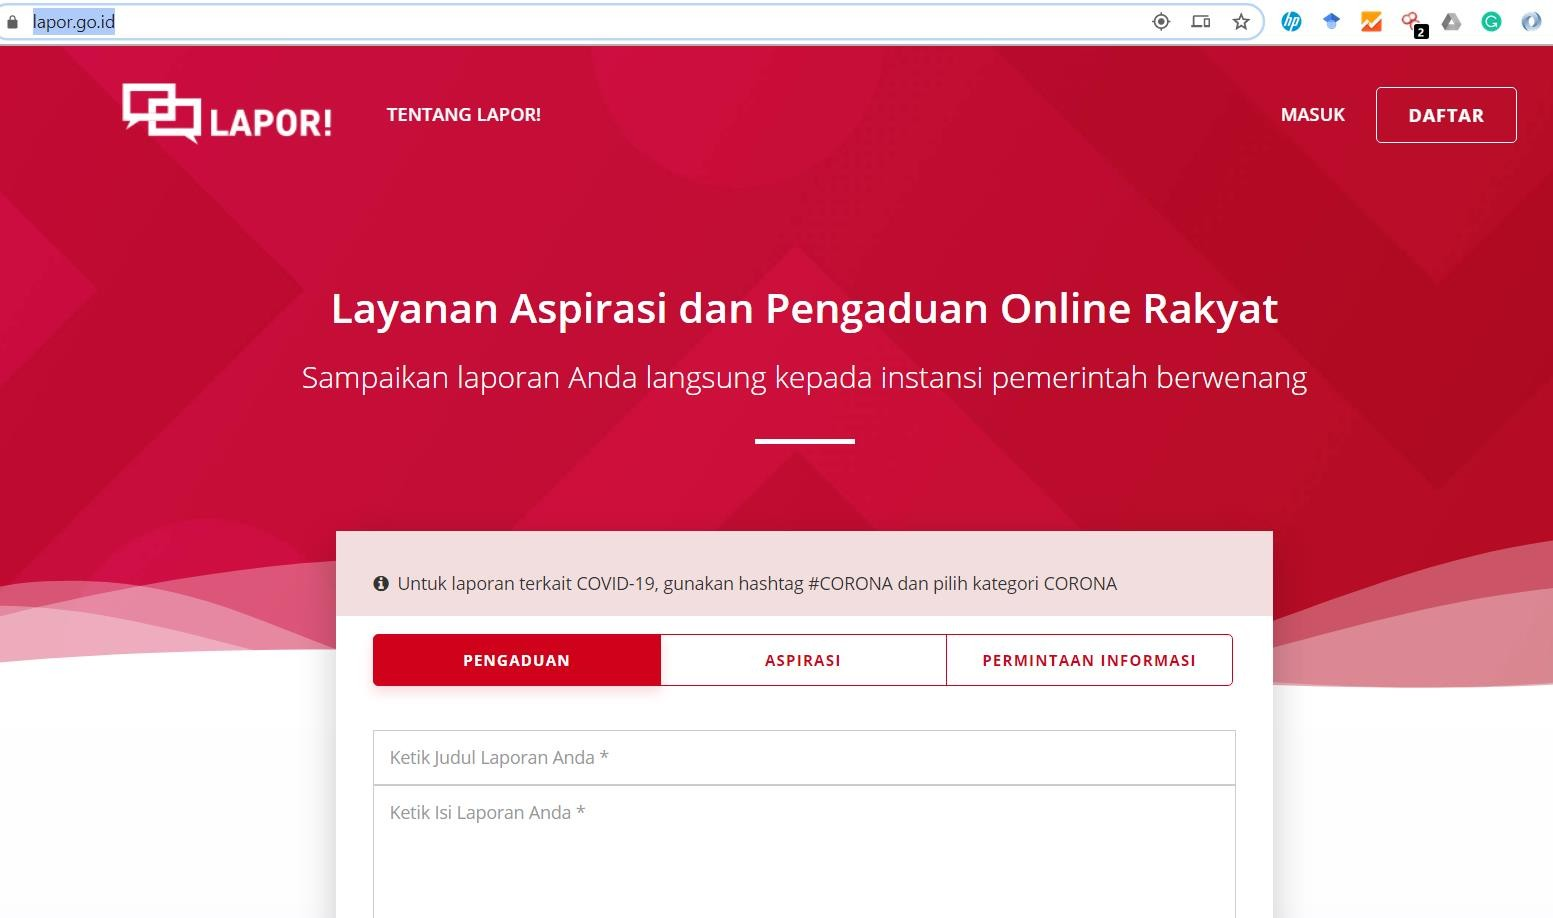 lapor.go.id
hp
2
G
LAPOR!
TENTANG LAPOR!
MASUK
DAFTAR
Layanan Aspirasi dan Pengaduan Online Rakyat
Sampaikan laporan Anda langsung kepada instansi pemerintah berwenang
Untuk laporan terkait COVID-19, gunakan hashtag #CORONA dan pilih kategori CORONA
PENGADUAN
ASPIRASI
PERMINTAAN INFORMASI
Ketik Judul Laporan Anda *
Ketik Isi Laporan Anda *